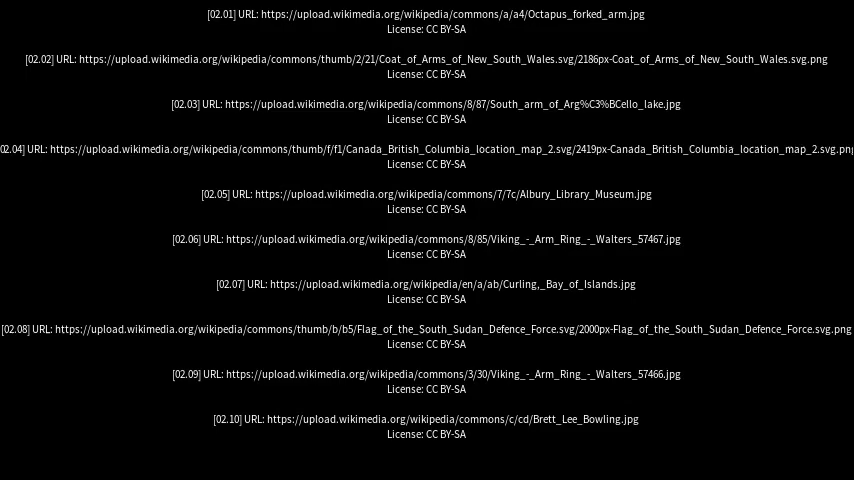 [02.01] URL: https://upload.wikimedia.org/wikipedia/commons/a/a4/Octapus_forked_arm.jpg
License: CC BY-SA
[02.02] URL: https://upload.wikimedia.org/wikipedia/commons/thumb/2/21/Coat_of_Arms_of_New_South_Wales.svg/2186px-Coat_of_Arms_of_New_South_Wales.svg.png
License: CC BY-SA
[02.03] URL: https://upload.wikimedia.org/wikipedia/commons/8/87/South_arm_of_Arg%C3%BCello_lake.jpg
License: CC BY-SA
02.04] URL: https://upload.wikimedia.org/wikipedia/commons/thumb/f/f1/Canada_British_Columbia_location_map_2.svg/2419px-Canada_British_Columbia_location_map_2.svg.png
License: CC BY-SA
[02.05] URL: https://upload.wikimedia.org/wikipedia/commons/7/7c/Albury_Library_Museum.jpg
License: CC BY-SA
[02.06] URL: https://upload.wikimedia.org/wikipedia/commons/8/85/Viking_-_Arm_Ring_-_Walters_57467.jpg
License: CC BY-SA
[02.07] URL: https://upload.wikimedia.org/wikipedia/en/a/ab/Curling,_Bay_of_Islands.jpg
License: CC BY-SA
[02.08] URL: https://upload.wikimedia.org/wikipedia/commons/thumb/b/b5/Flag_of_the_South_Sudan_Defence_Force.svg/2000px-Flag_of_the_South_Sudan_Defence_Force.svg.png
License: CC BY-SA
[02.09] URL: https://upload.wikimedia.org/wikipedia/commons/3/30/Viking_-_Arm_Ring_-_Walters_57466.jpg
License: CC BY-SA
[02.10] URL: https://upload.wikimedia.org/wikipedia/commons/c/cd/Brett_Lee_Bowling.jpg
License: CC BY-SA